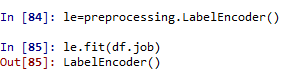 In [84]: le=preprocessing.LabelEncoder()
In [85]: le.fit(df.job)
Out[85]: LabelEncoder()